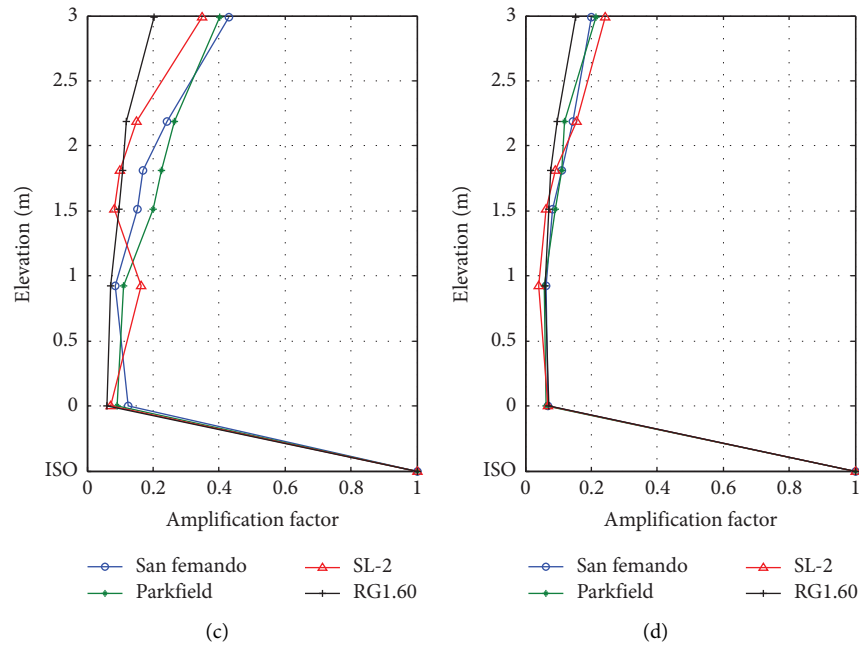 3
2.5
2
1.5
1
0.5
0
ISO
Elevation (m)
0 0.2 0.4 0.6 0.8 1
Amplification factor
San femando
SL-2
Parkfield
RG1.60
(c)
3
2.5
2
1.5
1
0.5
0
ISO
Elevation (m)
0 0.2 0.4 0.6 0.8 1
Amplification factor
San femando
SL-2
Parkfield
RG1.60
(d)